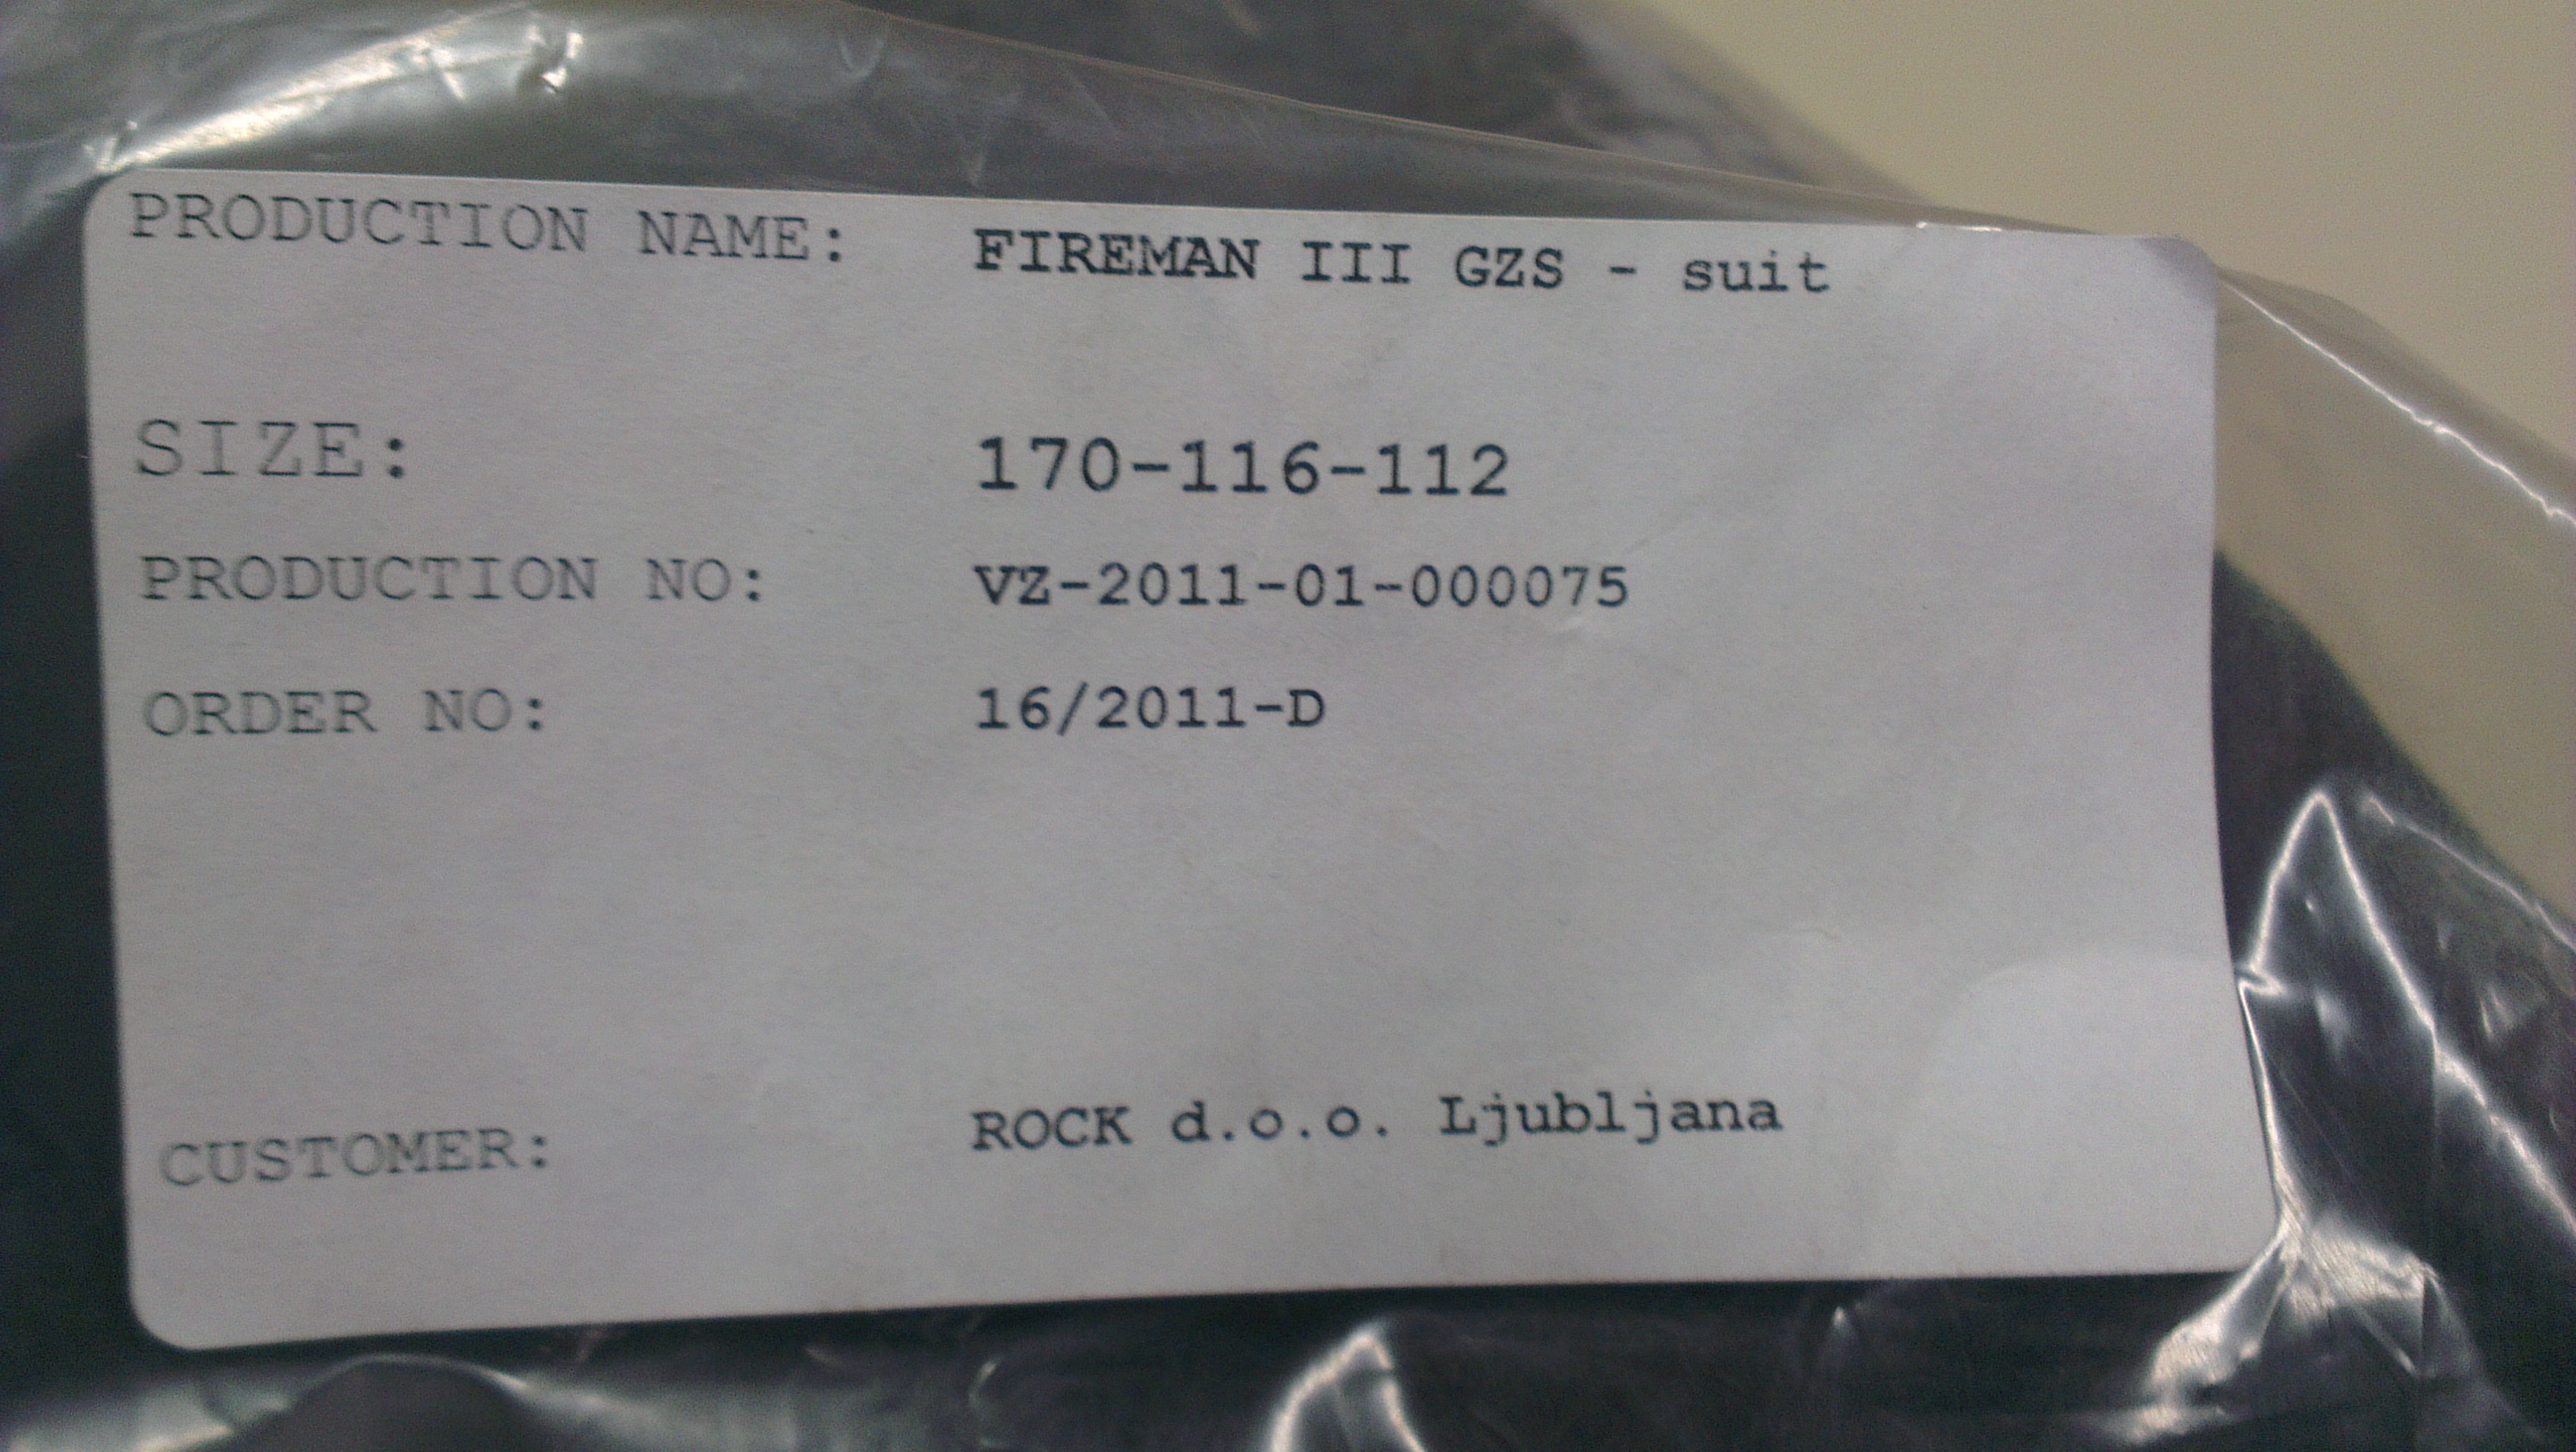 PRODUCTION NAME: FIREMAN III GZS - suit
SIZE: 170-116-112
PRODUCTION NO: VZ-2011-01-000075
ORDER NO: 16/2011-D
CUSTOMER: ROCK d.o.o. Ljubljana